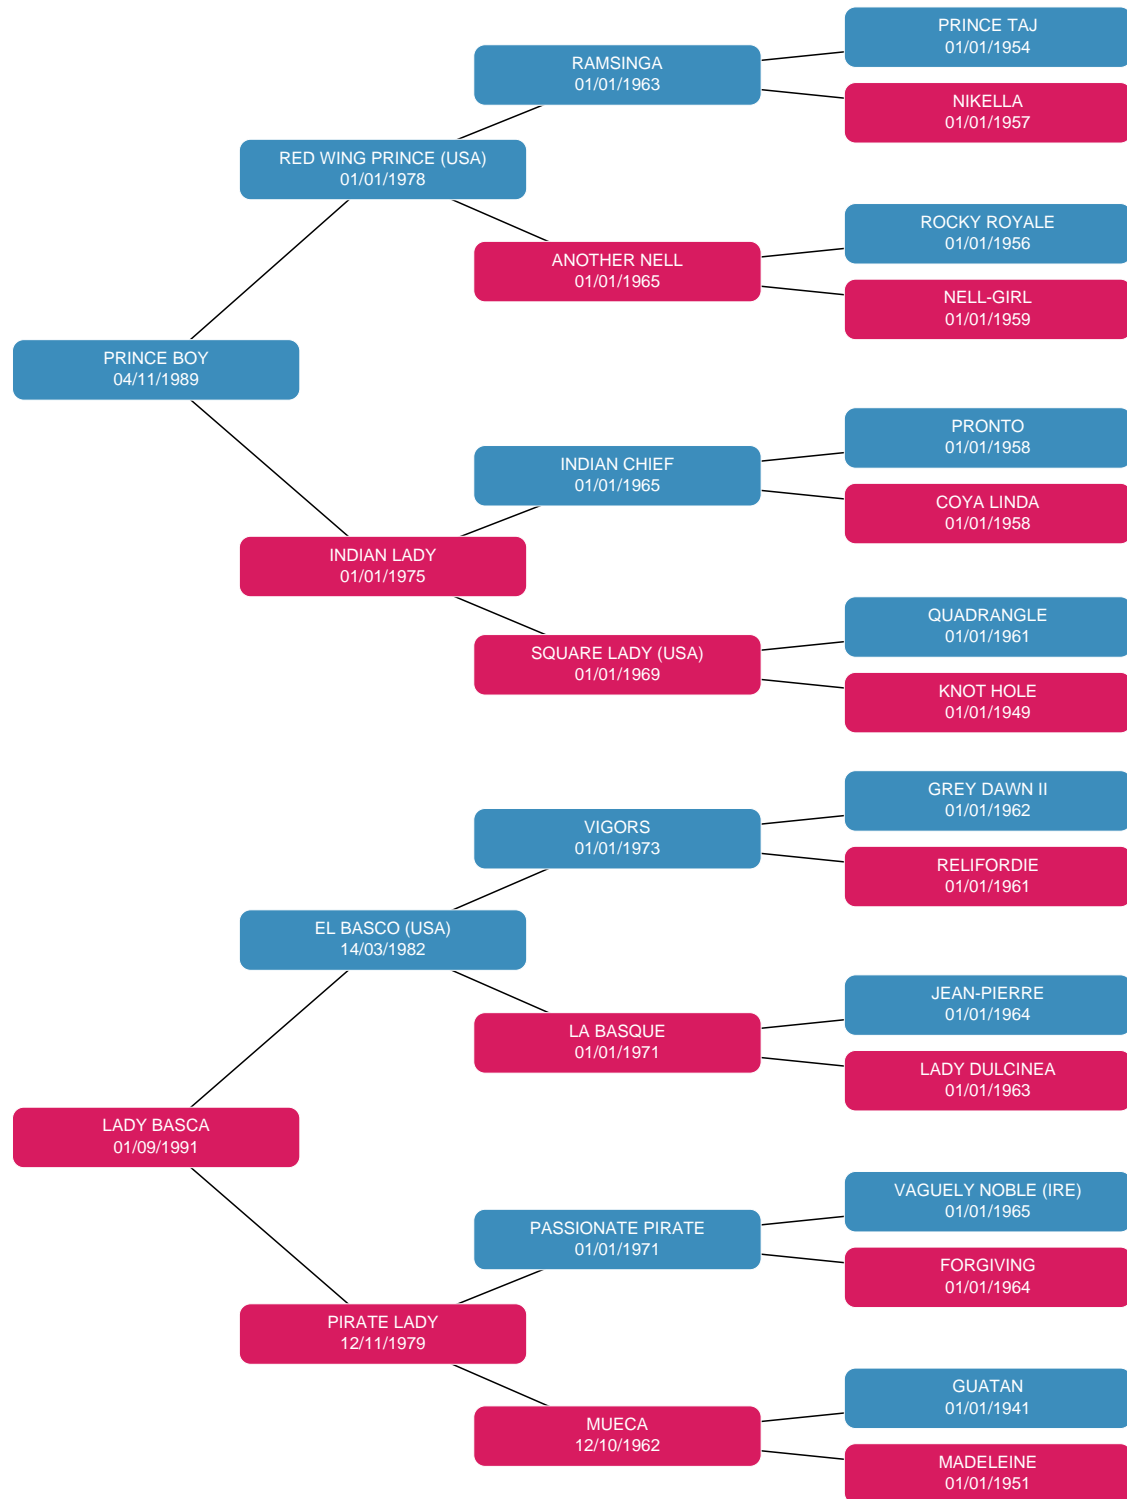 PRINCE TAJ
01/01/1954
RAMSINGA
01/01/1963
NIKELLA
01/01/1957
RED WING PRINCE (USA)
01/01/1978
ROCKY ROYALE
01/01/1956
ANOTHER NELL
01/01/1965
NELL-GIRL
01/01/1959
PRINCE BOY
04/11/1989
PRONTO
01/01/1958
INDIAN CHIEF
01/01/1965
COYA LINDA
01/01/1958
INDIAN LADY
01/01/1975
QUADRANGLE
01/01/1961
SQUARE LADY (USA)
01/01/1969
KNOT HOLE
01/01/1949
GREY DAWN II
01/01/1962
VIGORS
01/01/1973
RELIFORDIE
01/01/1961
EL BASCO (USA)
14/03/1982
JEAN-PIERRE
01/01/1964
LA BASQUE
01/01/1971
LADY DULCINEA
01/01/1963
LADY BASCA
01/09/1991
VAGUELY NOBLE (IRE)
01/01/1965
PASSIONATE PIRATE
01/01/1971
FORGIVING
01/01/1964
PIRATE LADY
12/11/1979
GUATAN
01/01/1941
MUECA
12/10/1962
MADELEINE
01/01/1951